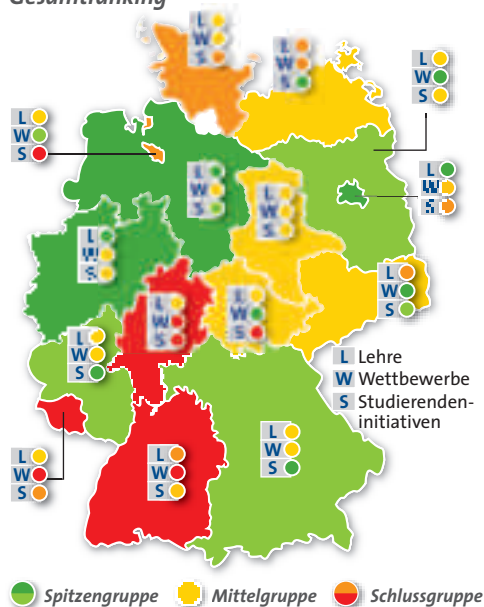 Gesamtranking
L
W
S
L
W
S
L
W
S
L
W
S
L
W
S
L
W
S
L
W
S
L
W
S
L
W
S
L
W
S
L
W
S
L
W
S
L Lehre
W Wettbewerbe
S Studierenden-
initiativen
L
W
S
L
W
S
L
W
S
Spitzengruppe
Mittelgruppe
Schlussgruppe